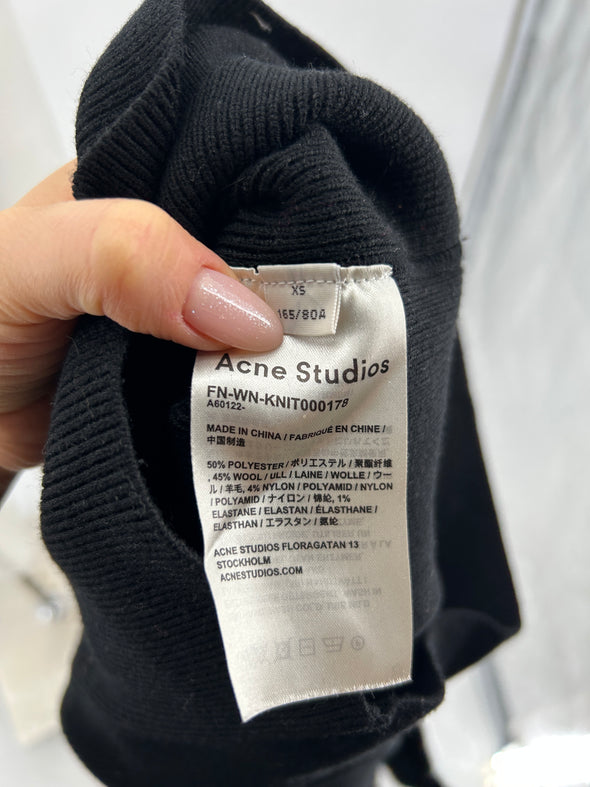 XS
165/80A
Acne Studios
FN-WN-KNIT000178
A60122-
MADE IN CHINA / FABRIQUÉ EN CHINE /
中国制造
50% POLYESTER / ポリエステル / 聚酯纤维
, 45% WOOL / ULL / LAINE / WOLLE / ウー
ル / 羊毛, 4% NYLON / POLYAMID / NYLON
/ POLYAMID / ナイロン / 锦纶, 1%
ELASTANE / ELASTAN / ÉLASTHANE /
ELASTHAN / エラスタン / 氨纶
ACNE STUDIOS FLORAGATAN 13
STOCKHOLM
ACNESTUDIOS.COM